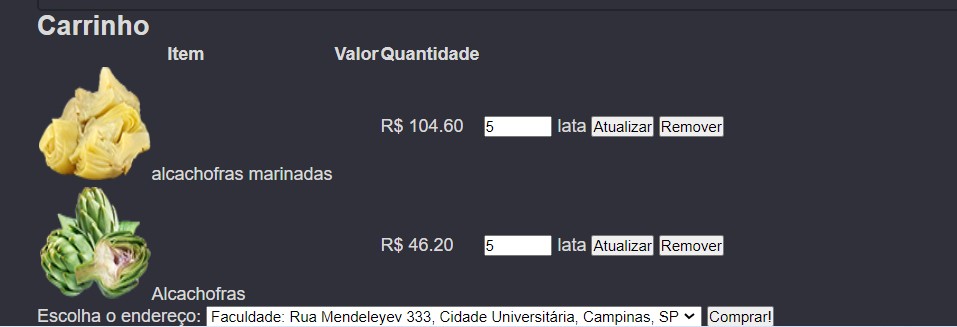 Carrinho
Item Valor Quantidade
R$ 104.60 5 lata Atualizar Remover
alcachofras marinadas
R$ 46.20 5 lata Atualizar Remover
Alcachofras
Escolha o endereço: Faculdade: Rua Mendeleyev 333, Cidade Universitária, Campinas, SP Comprar!